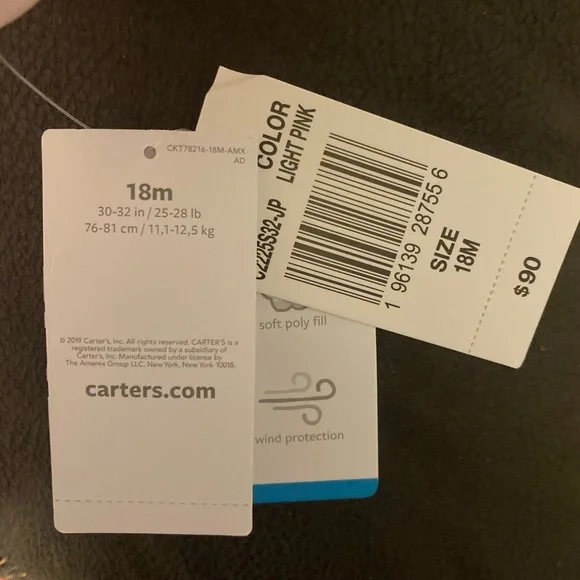 CKT78216-18M-AMX
AD
18m
30-32 in / 25-28 lb
76-81 cm / 11,1-12,5 kg
© 2019 Carter's, Inc. All rights reserved. CARTER'S is a
registered trademark owned by a subsidiary of
Carter's, Inc. Manufactured under license by
The Amerex Group LLC. New York, New York 10018.
carters.com
COLOR
LIGHT PINK
C2225S32-JP
1 96139 28755 6
SIZE
18M
$90
soft poly fill
wind protection